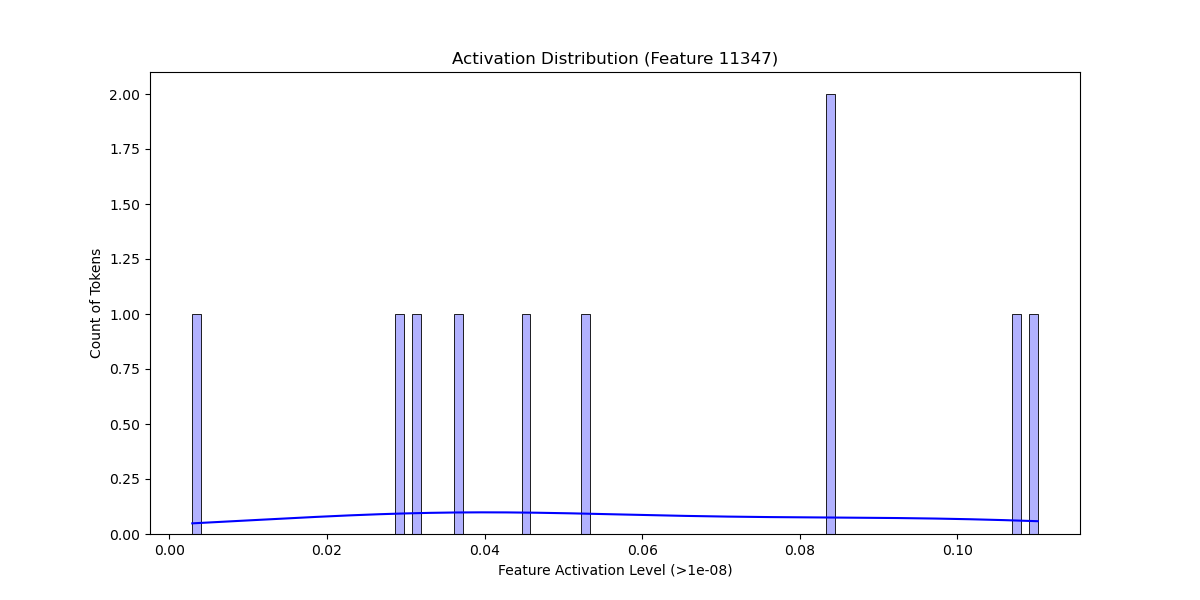 Activation Distribution (Feature 11347)
Count of Tokens
2.00
1.75
1.50
1.25
1.00
0.75
0.50
0.25
0.00
0.00 0.02 0.04 0.06 0.08 0.10
Feature Activation Level (>1e-08)